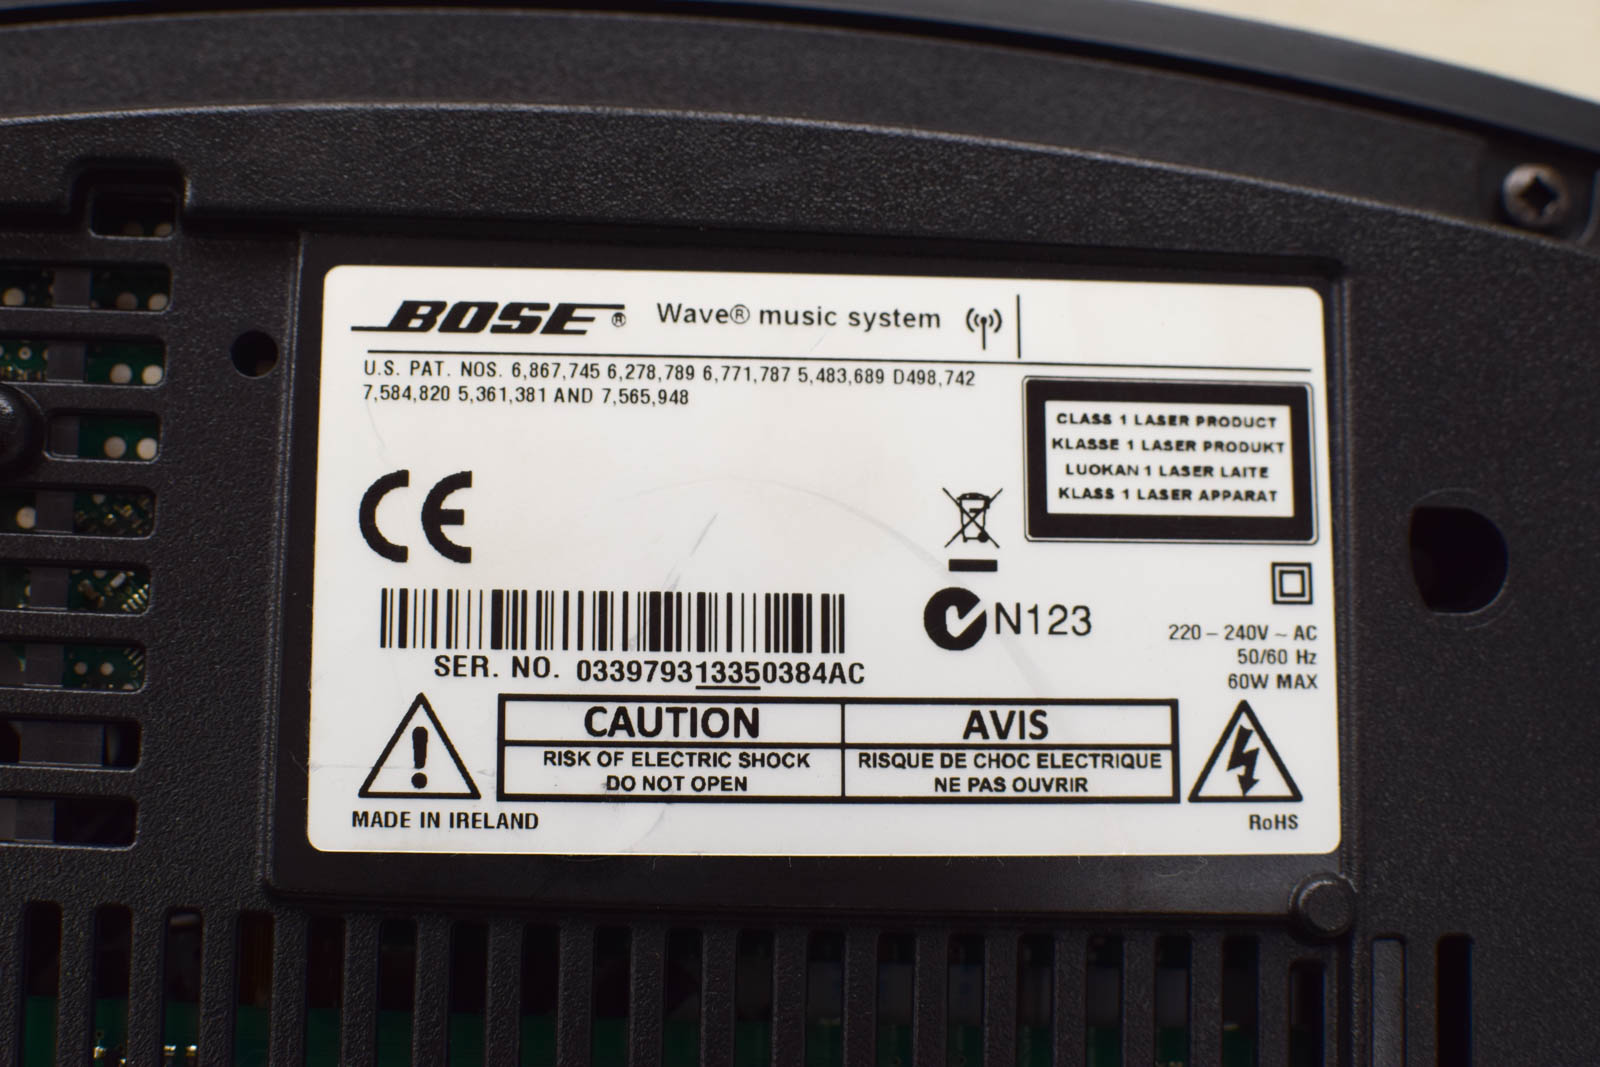 BOSE® Wave® music system
U.S. PAT. NOS. 6,867,745 6,278,789 6,771,787 5,483,689 D498,742
7,584,820 5,361,381 AND 7,565,948
CLASS 1 LASER PRODUCT
KLASSE 1 LASER PRODUKT
LUOKAN 1 LASER LAITE
KLASS 1 LASER APPARAT
CE
N123
220 – 240V ~ AC
50/60 Hz
60W MAX
SER. NO. 033979313350384AC
CAUTION
RISK OF ELECTRIC SHOCK
DO NOT OPEN
AVIS
RISQUE DE CHOC ELECTRIQUE
NE PAS OUVRIR
MADE IN IRELAND
RoHS